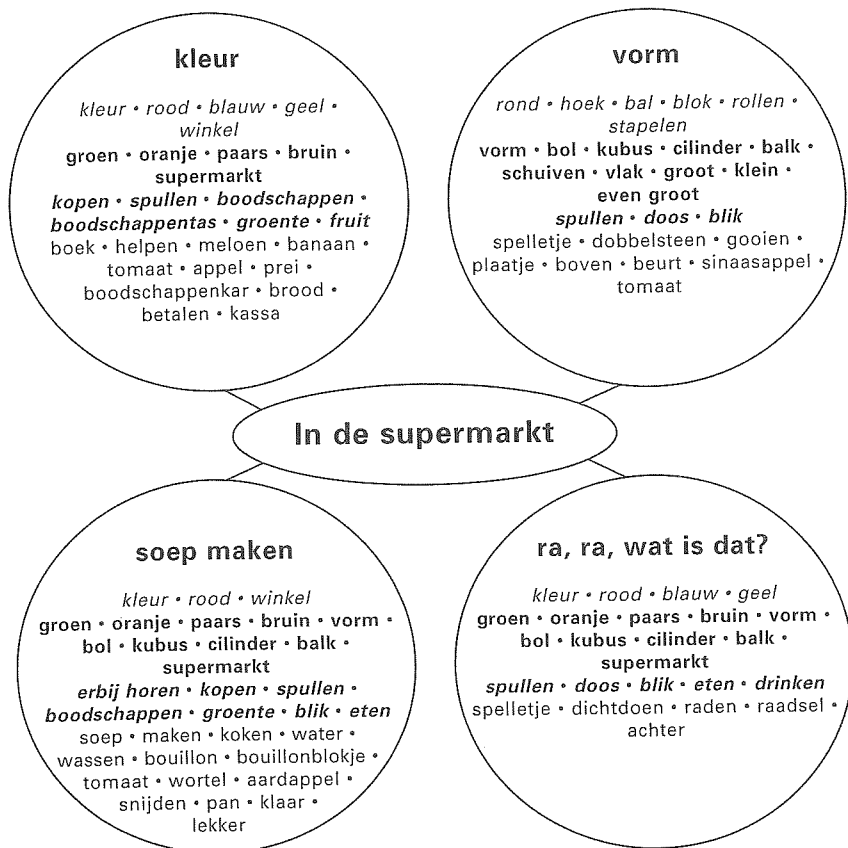 kleur
kleur • rood • blauw • geel •
winkel
groen • oranje • paars • bruin •
supermarkt
kopen • spullen • boodschappen •
boodschappentas • groente • fruit
boek • helpen • meloen • banaan •
tomaat • appel • prei •
boodschappenkar • brood •
betalen • kassa
vorm
rond • hoek • bal • blok • rollen •
stapelen
vorm • bol • kubus • cilinder • balk •
schuiven • vlak • groot • klein •
even groot
spullen • doos • blik
spelletje • dobbelsteen • gooien •
plaatje • boven • beurt • sinaasappel •
tomaat
In de supermarkt
soep maken
kleur • rood • winkel
groen • oranje • paars • bruin • vorm •
bol • kubus • cilinder • balk •
supermarkt
erbij horen • kopen • spullen •
boodschappen • groente • blik • eten
soep • maken • koken • water •
wassen • bouillon • bouillonblokje •
tomaat • wortel • aardappel •
snijden • pan • klaar •
lekker
ra, ra, wat is dat?
kleur • rood • blauw • geel
groen • oranje • paars • bruin • vorm •
bol • kubus • cilinder • balk •
supermarkt
spullen • doos • blik • eten • drinken
spelletje • dichtdoen • raden • raadsel •
achter